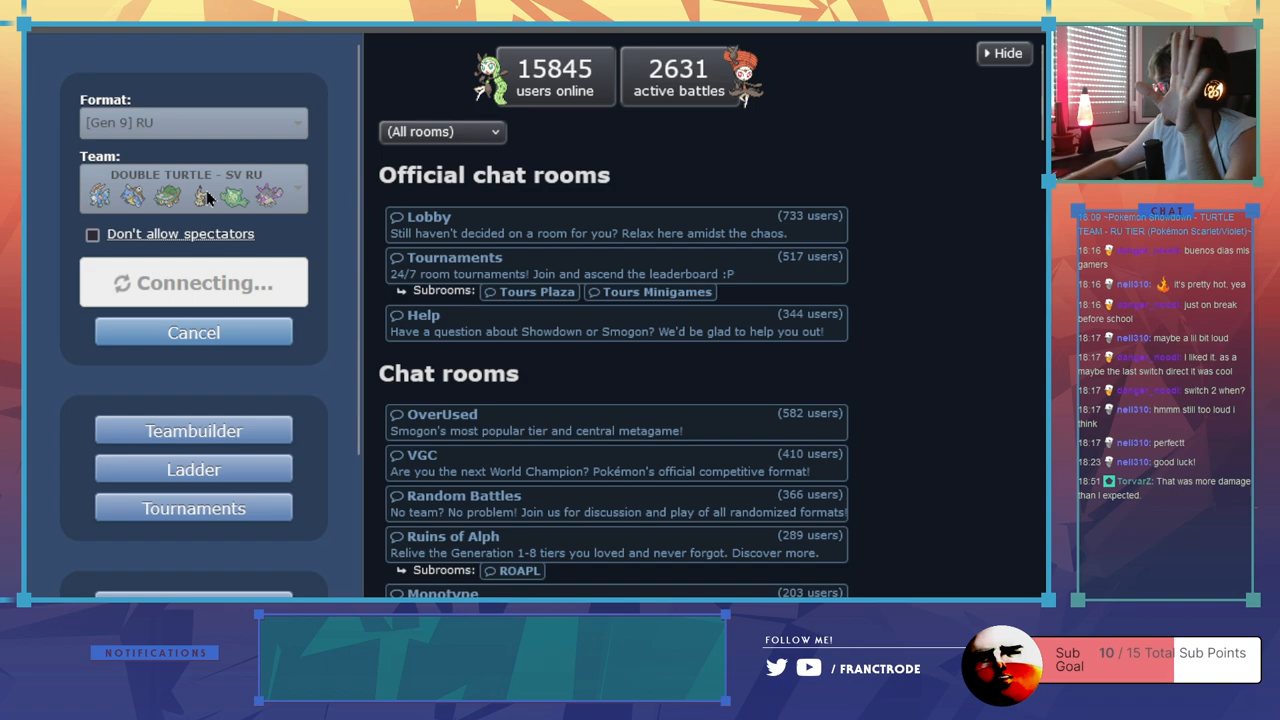 Format:
[Gen 9] RU
Team:
DOUBLE TURTLE - SV RU
Don't allow spectators
Connecting...
Cancel
Teambuilder
Ladder
Tournaments
15845
users online
2631
active battles
Hide
(All rooms)
Official chat rooms
Lobby (733 users)
Still haven't decided on a room for you? Relax here amidst the chaos.
Tournaments (517 users)
24/7 room tournaments! Join and ascend the leaderboard :P
Subrooms: Tours Plaza Tours Minigames
Help (344 users)
Have a question about Showdown or Smogon? We'd be glad to help you out!
Chat rooms
OverUsed (582 users)
Smogon's most popular tier and central metagame!
VGC (410 users)
Are you the next World Champion? Pokémon's official competitive format!
Random Battles (366 users)
No team? No problem! Join us for discussion and play of all randomized formats!
Ruins of Alph (289 users)
Relive the Generation 1-8 tiers you loved and never forgot. Discover more.
Subrooms: ROAPL
Monotype (203 users)
CHAT
18:09 ~Pokémon Showdown - TURTLE
TEAM - RU TIER (Pokémon Scarlet/Violet)~
18:16 danger_noodl: buenos dias mis
gamers
18:16 nell310: it's pretty hot. yea
18:16 danger_noodl: just on break
before school
18:17 nell310: maybe a lil bit loud
18:17 danger_noodl: I liked it. as a
maybe the last switch direct it was cool
18:17 danger_noodl: switch 2 when?
18:17 nell310: hmmm still too loud i
think
18:17 nell310: perfectt
18:23 nell310: good luck!
18:51 TorvarZ: That was more damage
than I expected.
NOTIFICATIONS
FOLLOW ME!
/ FRANCTRODE
Sub
Goal
10 / 15 Total Sub Points